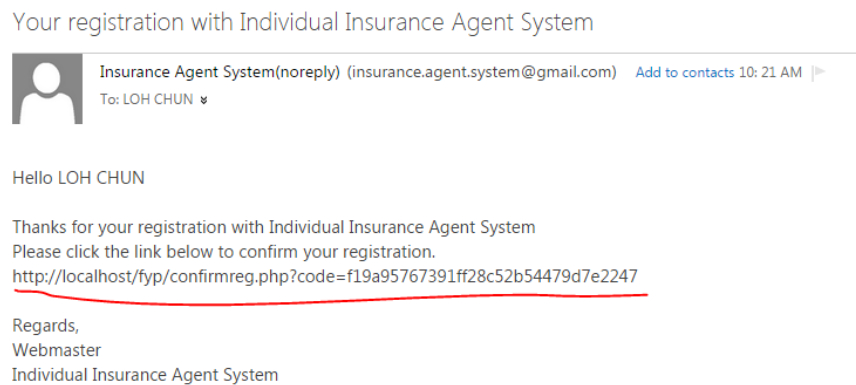 Your registration with Individual Insurance Agent System
Insurance Agent System(noreply) (insurance.agent.system@gmail.com) Add to contacts 10: 21 AM
To: LOH CHUN
Hello LOH CHUN
Thanks for your registration with Individual Insurance Agent System
Please click the link below to confirm your registration.
http://localhost/fyp/confirmreg.php?code=f19a95767391ff28c52b54479d7e2247
Regards,
Webmaster
Individual Insurance Agent System